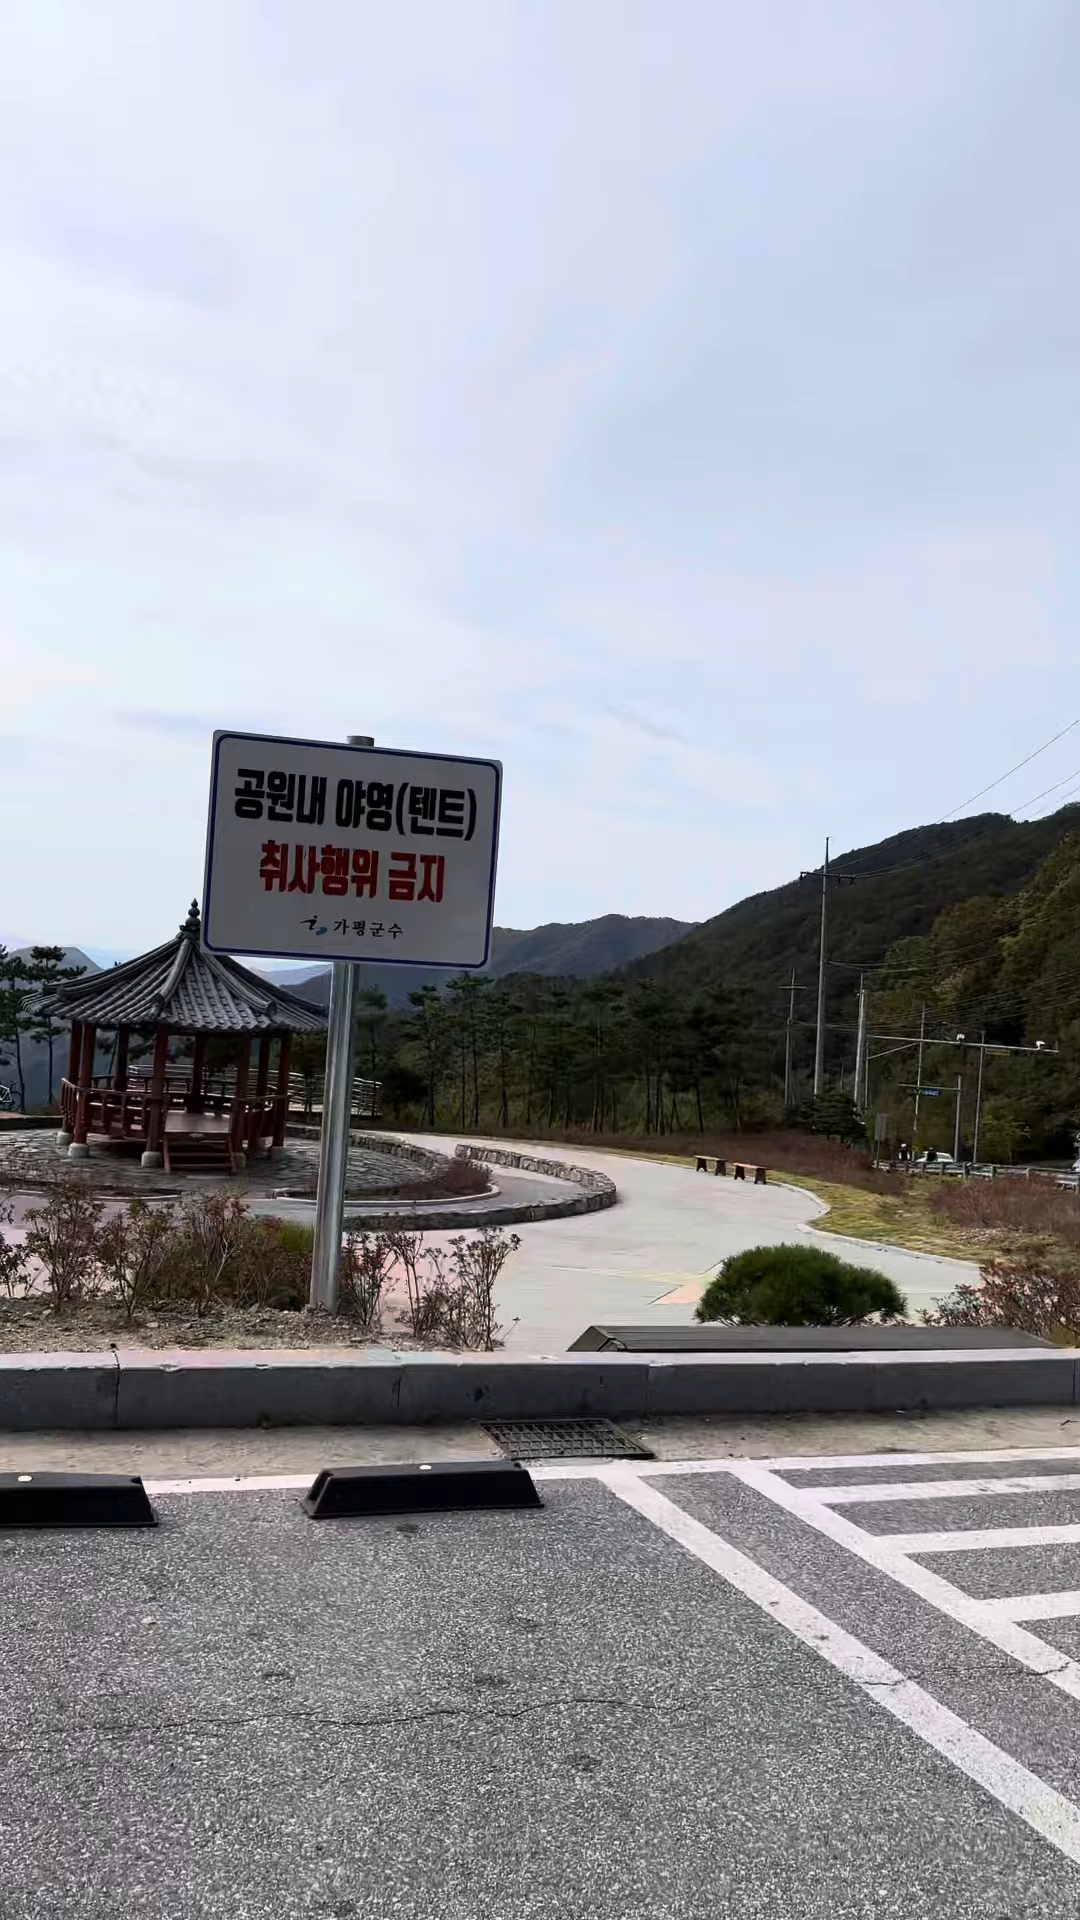 공원내 야영(텐트)
취사행위 금지
가평군수